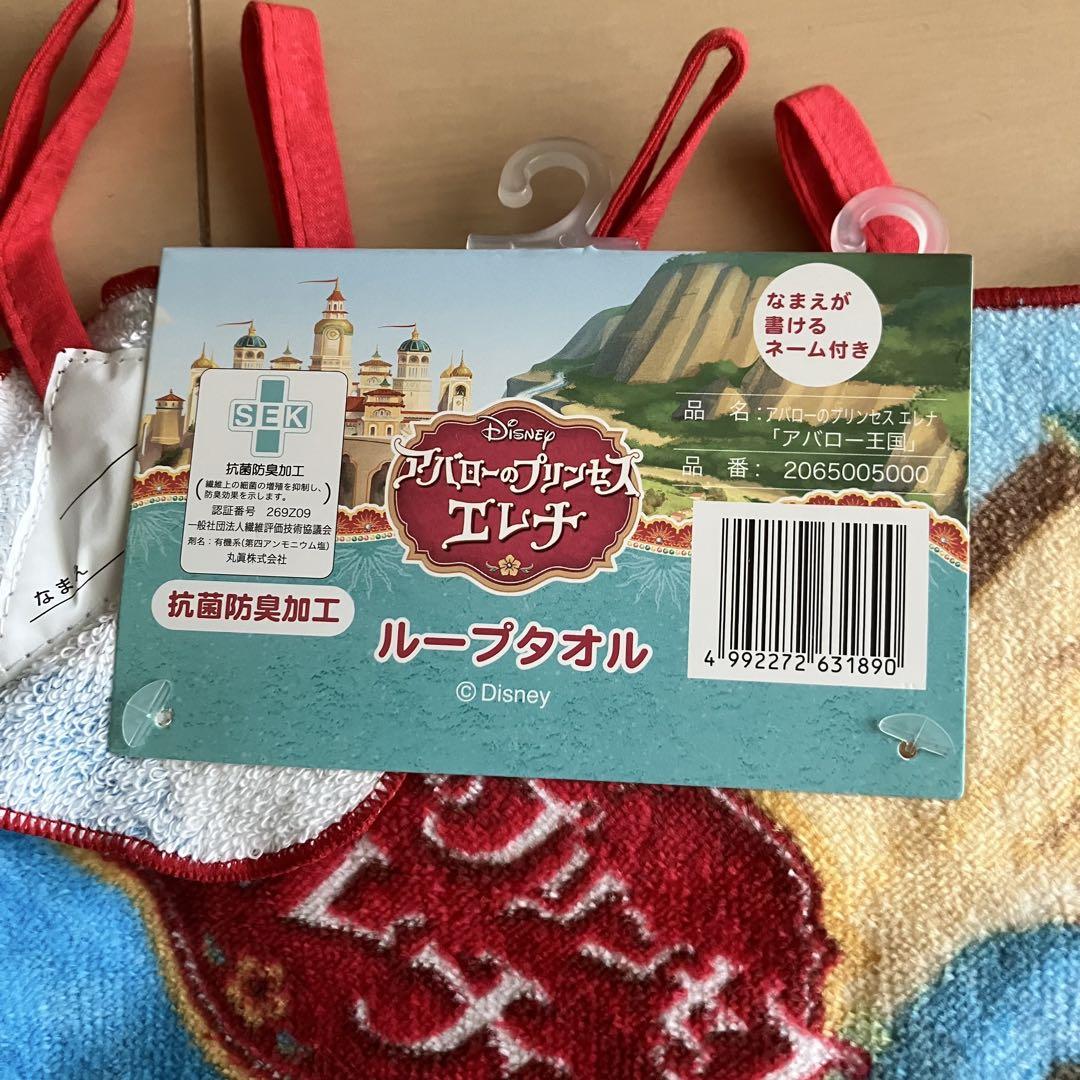 なまえが
書ける
ネーム付き
SEK
抗菌防臭加工
(繊維上の細菌の増殖を抑制し、
防臭効果を示します。)
認証番号 269Z09
一般社団法人繊維評価技術協議会
剤名：有機系(第四アンモニウム塩)
丸眞株式会社
抗菌防臭加工
Disney
アバローのプリンセス
エレナ
ループタオル
© Disney
品 名：アバローのプリンセス エレナ
「アバロー王国」
品 番： 2065005000
4 992272 631890
なまえ